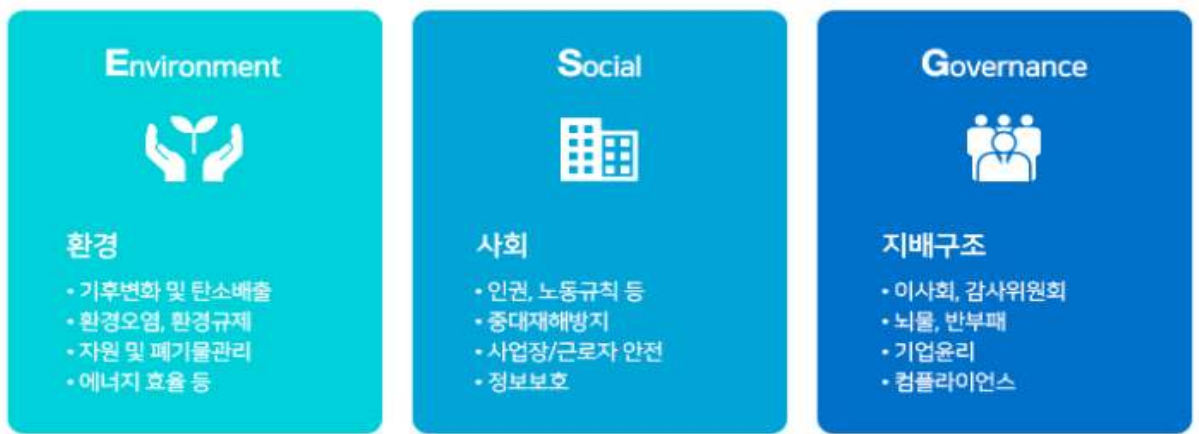 Environment
환경
• 기후변화 및 탄소배출
• 환경오염, 환경규제
• 자원 및 폐기물관리
• 에너지 효율 등
Social
사회
• 인권, 노동규칙 등
• 중대재해방지
• 사업장/근로자 안전
• 정보보호
Governance
지배구조
• 이사회, 감사위원회
• 뇌물, 반부패
• 기업윤리
• 컴플라이언스